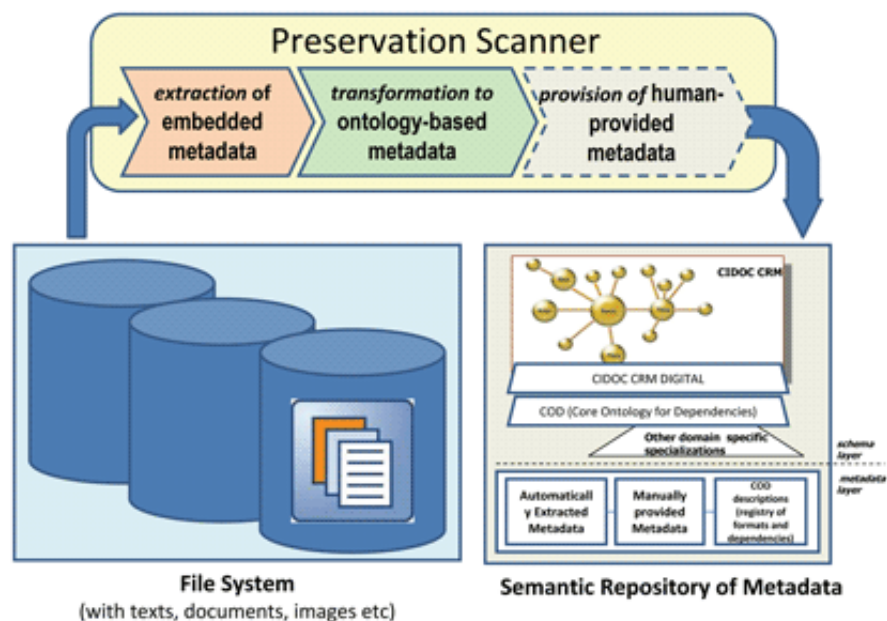 Preservation Scanner
extraction of
embedded
metadata
transformation to
ontology-based
metadata
provision of human-
provided
metadata
CIDOC CRM
CIDOC CRM DIGITAL
COD (Core Ontology for Dependencies)
Other domain specific
specializations
schema
layer
metadata
layer
Automaticall
y Extracted
Metadata
Manually
provided
Metadata
COD
descriptions
(registry of
formats and
dependencies)
File System
(with texts, documents, images etc)
Semantic Repository of Metadata